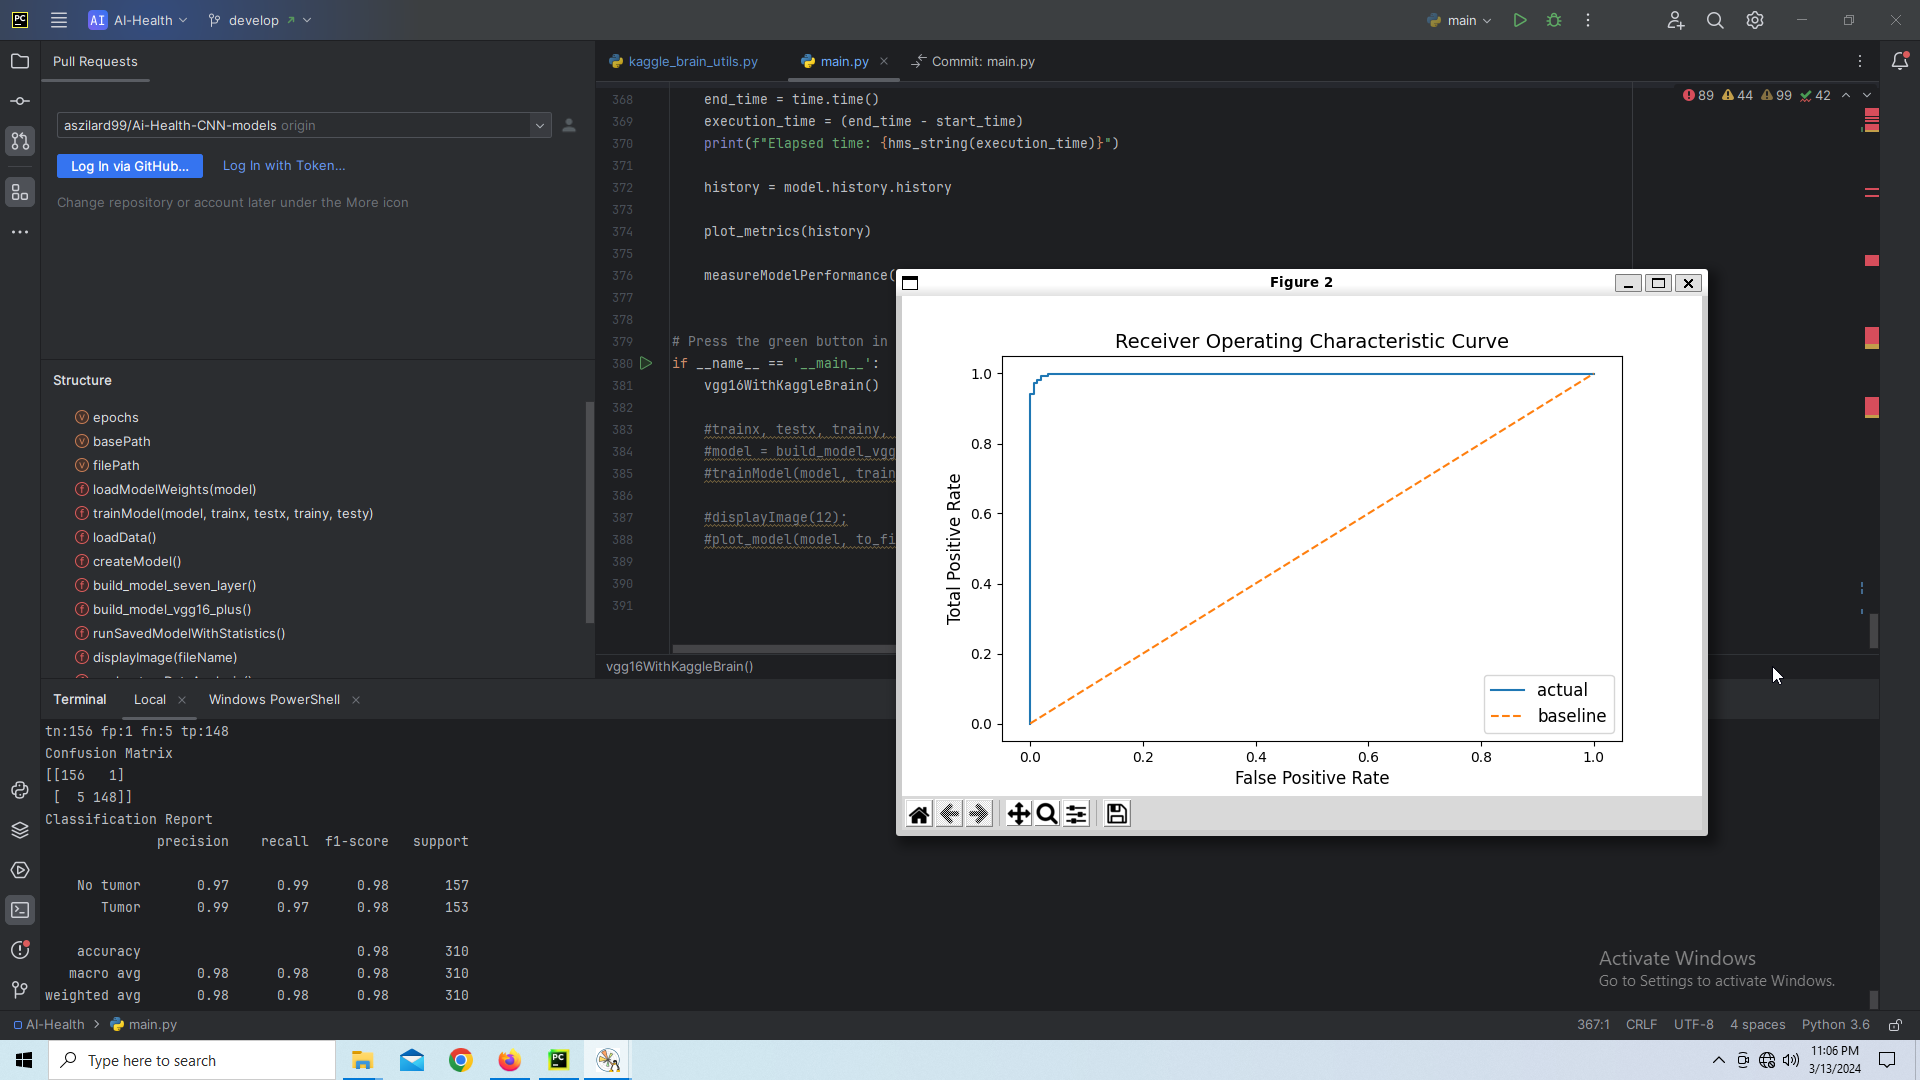 PC
AI AI-Health
develop
main
Pull Requests
kaggle_brain_utils.py
main.py
Commit: main.py
aszilard99/Ai-Health-CNN-models origin
Log In via GitHub...
Log In with Token...
Change repository or account later under the More icon
89 44 99 42
368 end_time = time.time()
369 execution_time = (end_time - start_time)
370 print(f"Elapsed time: {hms_string(execution_time)}")
371
372 history = model.history.history
373
374 plot_metrics(history)
375
376 measureModelPerformance(
377
378
379 # Press the green button in
380 if __name__ == '__main__':
381 vgg16WithKaggleBrain()
382
383 #trainx, testx, trainy,
384 #model = build_model_vgg
385 #trainModel(model, train
386
387 #displayImage(12);
388 #plot_model(model, to_fi
389
390
391
vgg16WithKaggleBrain()
Structure
epochs
basePath
filePath
loadModelWeights(model)
trainModel(model, trainx, testx, trainy, testy)
loadData()
createModel()
build_model_seven_layer()
build_model_vgg16_plus()
runSavedModelWithStatistics()
displayImage(fileName)
Figure 2
Receiver Operating Characteristic Curve
Total Positive Rate
1.0
0.8
0.6
0.4
0.2
0.0
actual
baseline
0.0 0.2 0.4 0.6 0.8 1.0
False Positive Rate
Terminal
Local
Windows PowerShell
tn:156 fp:1 fn:5 tp:148
Confusion Matrix
[[156 1]
[ 5 148]]
Classification Report
precision recall f1-score support
No tumor 0.97 0.99 0.98 157
Tumor 0.99 0.97 0.98 153
accuracy 0.98 310
macro avg 0.98 0.98 0.98 310
weighted avg 0.98 0.98 0.98 310
Activate Windows
Go to Settings to activate Windows.
AI-Health
main.py
367:1 CRLF UTF-8 4 spaces Python 3.6
Type here to search
PC
11:06 PM
3/13/2024